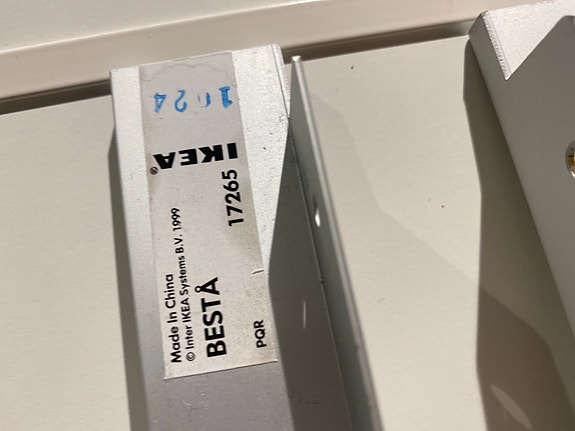 Made in China
© Inter IKEA Systems B.V. 1999
BESTÅ
17265
PQR
IKEA®
1024